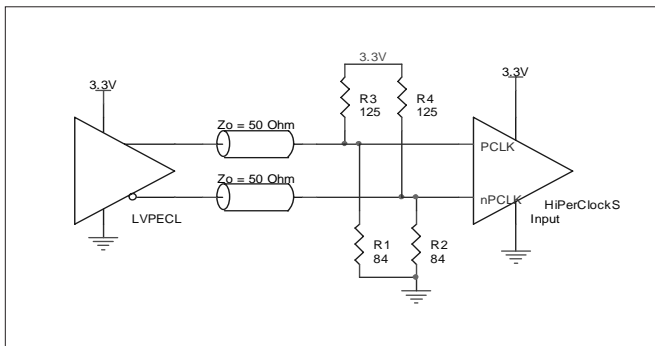 3.3V
3.3V
3.3V
R3
125
R4
125
Zo = 50 Ohm
PCLK
Zo = 50 Ohm
nPCLK
HiPerClockS
Input
LVPECL
R1
84
R2
84